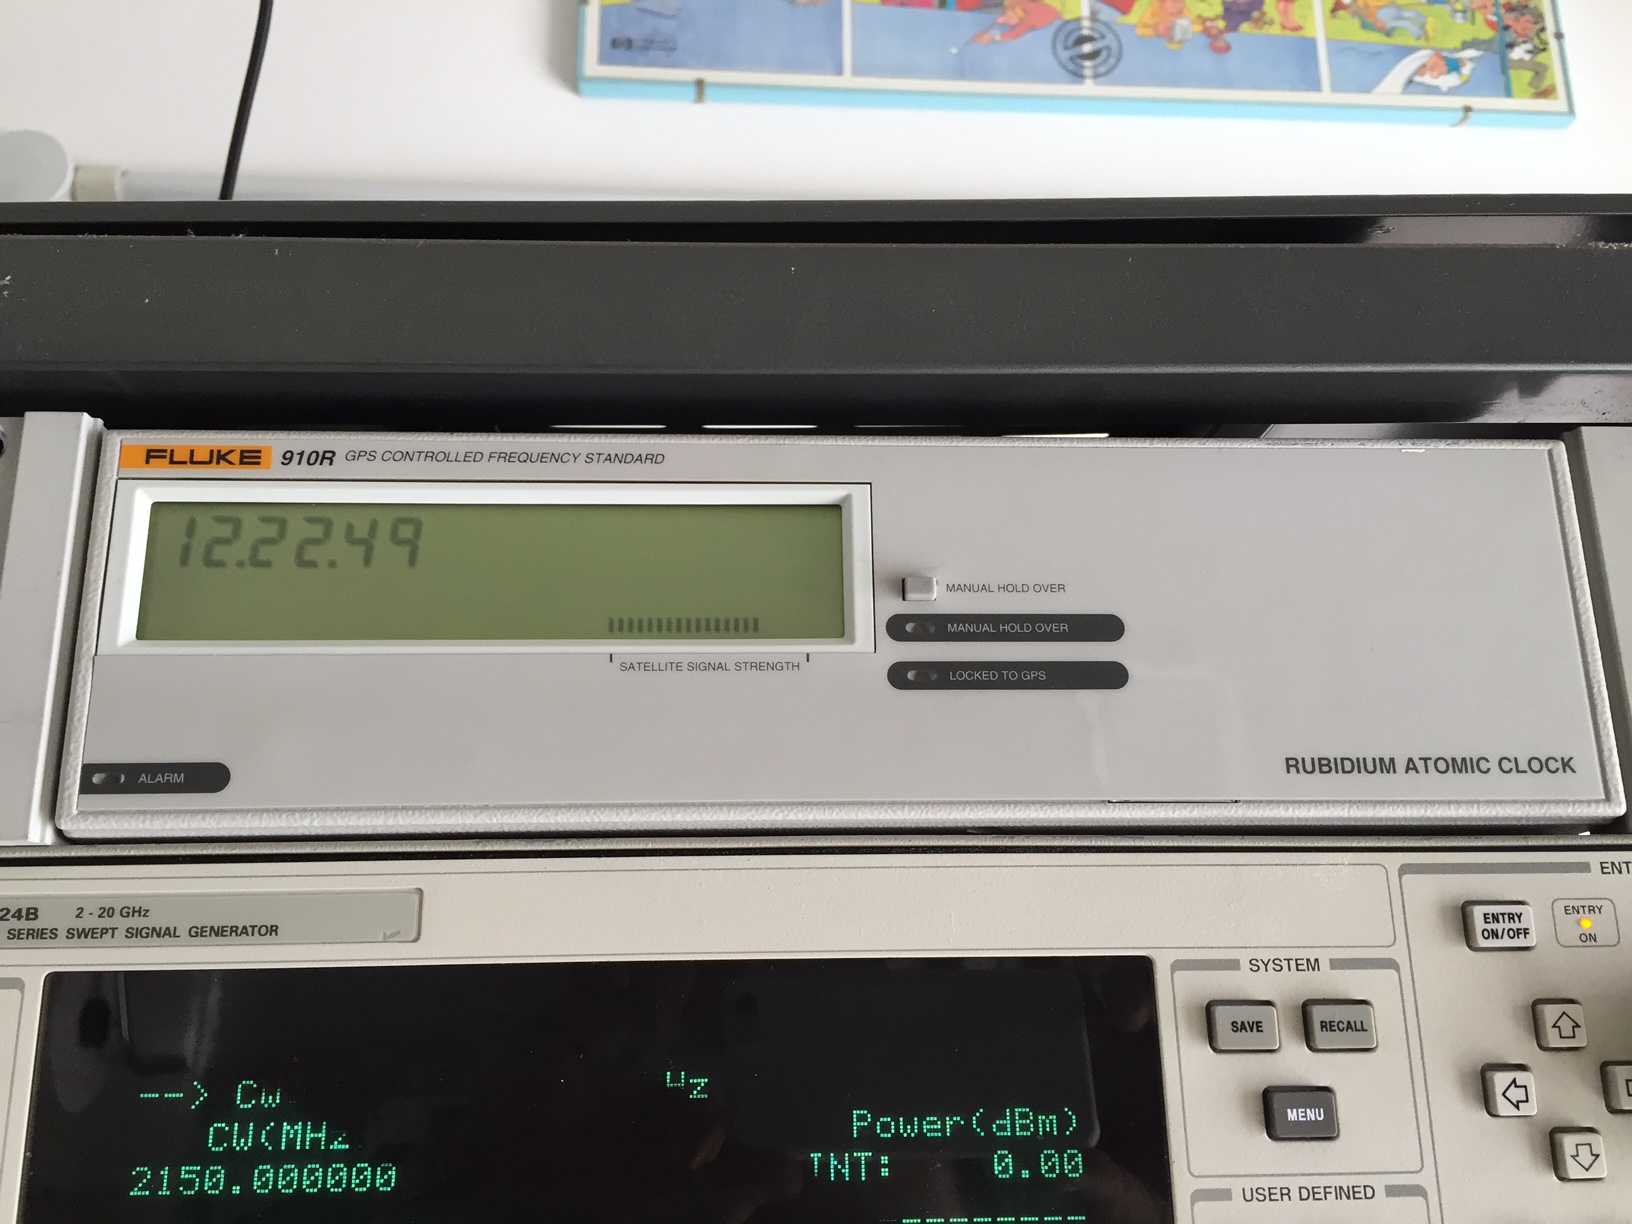 FLUKE 910R GPS CONTROLLED FREQUENCY STANDARD
12.22.49
SATELLITE SIGNAL STRENGTH
MANUAL HOLD OVER
MANUAL HOLD OVER
LOCKED TO GPS
ALARM
RUBIDIUM ATOMIC CLOCK
24B 2 - 20 GHz
SERIES SWEPT SIGNAL GENERATOR
ENT
ENTRY ON/OFF
ENTRY ON
SYSTEM
SAVE
RECALL
MENU
USER DEFINED
--> CW
CW(MHz
2150.000000
Power(dBm)
INT: 0.00